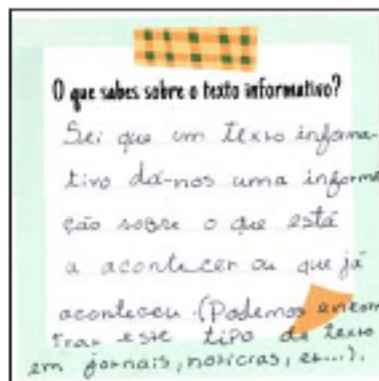 O que sabes sobre o texto informativo?
Sei que um texto informa-
tivo dá-nos uma informa
ção sobre o que está
a acontecer ou que já
aconteceu. (Podemos encon
trar este tipo de texto
em jornais, notícias, etc...).